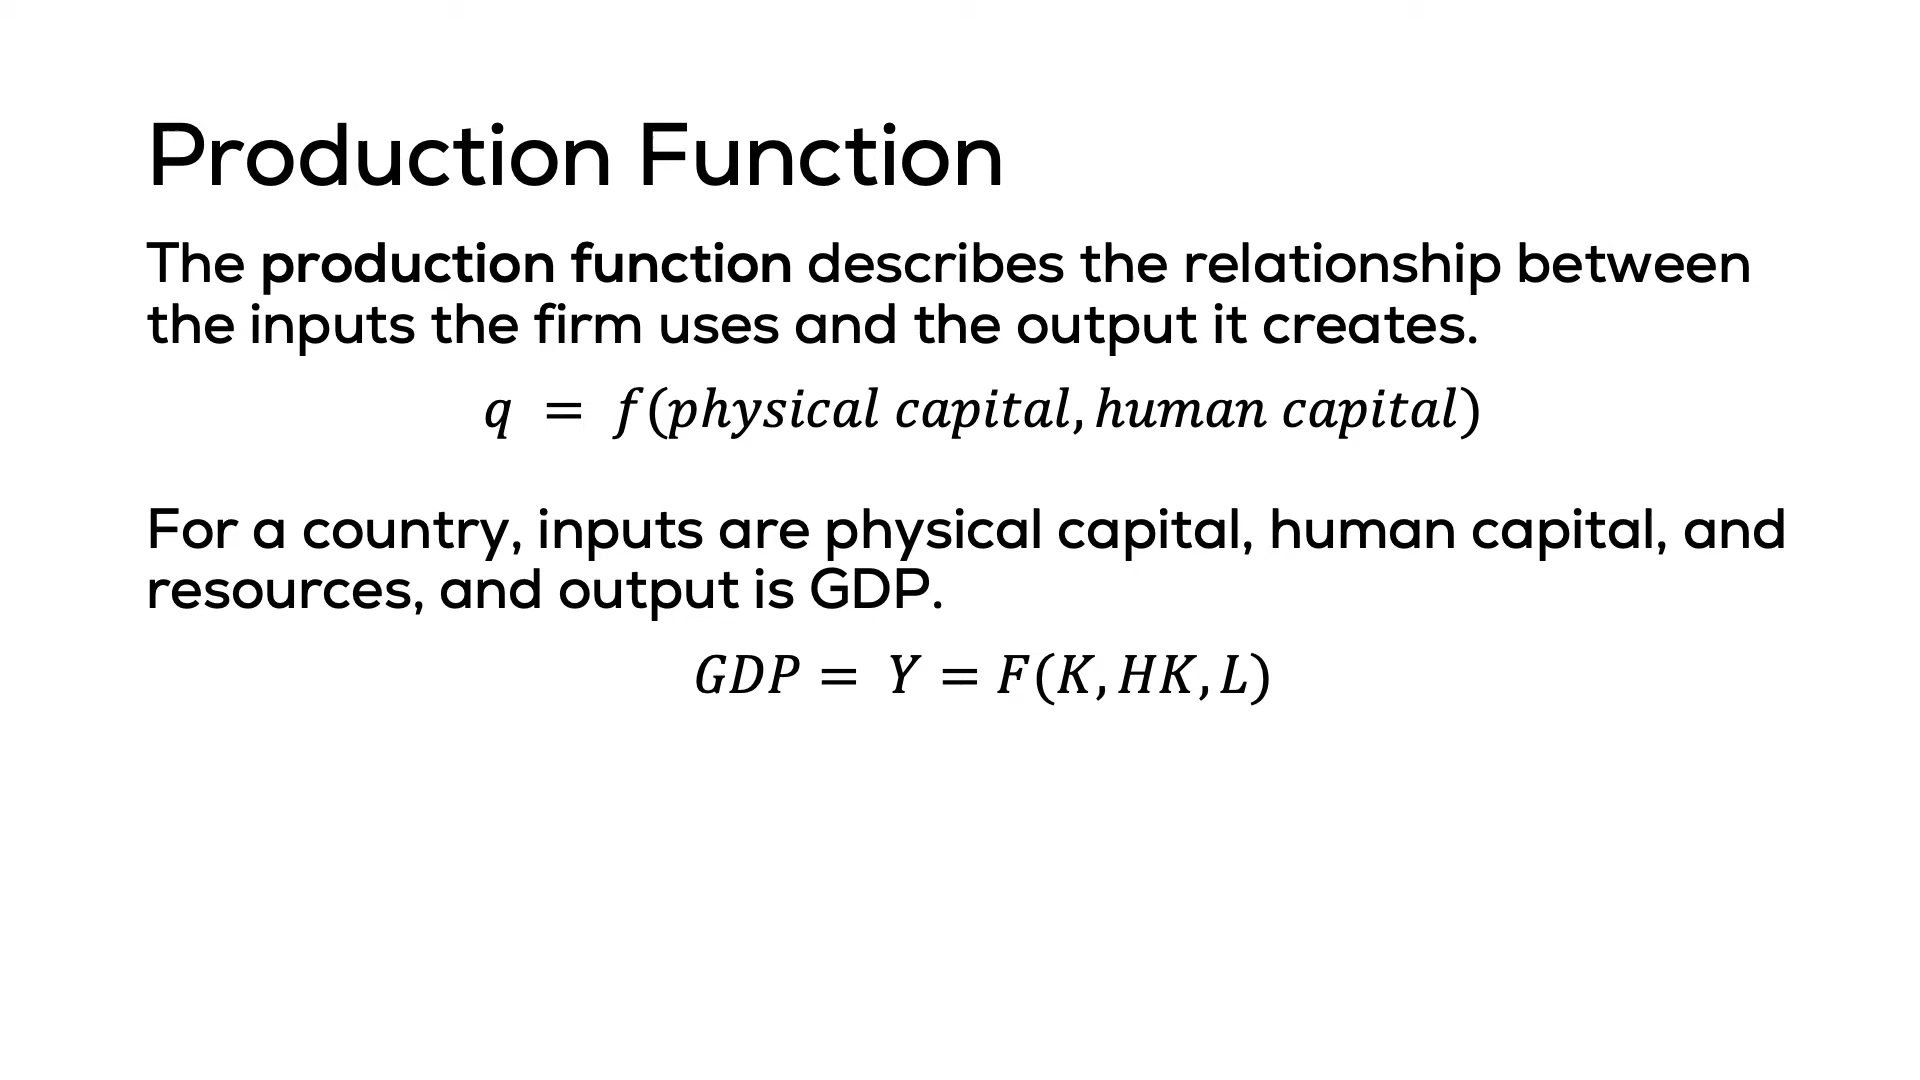 Production Function
The production function describes the relationship between
the inputs the firm uses and the output it creates.
q = f(physical capital, human capital)
For a country, inputs are physical capital, human capital, and
resources, and output is GDP.
GDP = Y = F(K, HK, L)